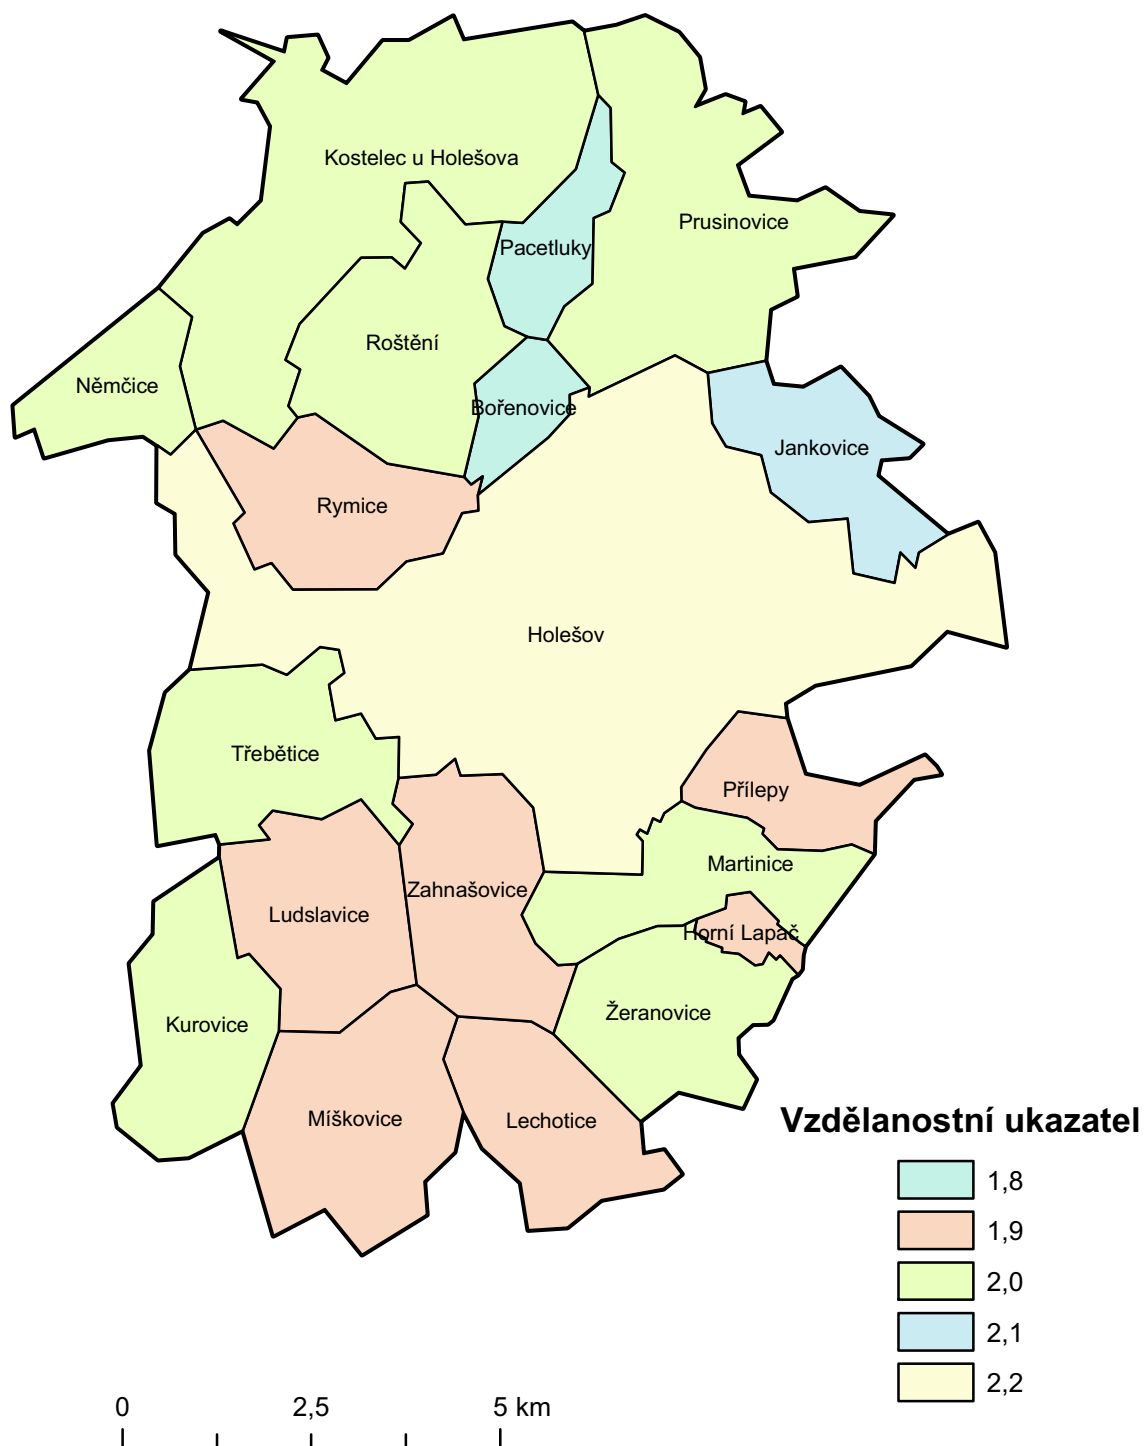 Kostelec u Holešova
Prusinovice
Pacetluky
Roštění
Němčice
Bořenovice
Jankovice
Rymice
Holešov
Třebětice
Přílepy
Martinice
Zahnašovice
Ludslavice
Horní Lapač
Žeranovice
Kurovice
Míškovice
Lechotice
Vzdělanostní ukazatel
1,8
1,9
2,0
2,1
2,2
0 2,5 5 km